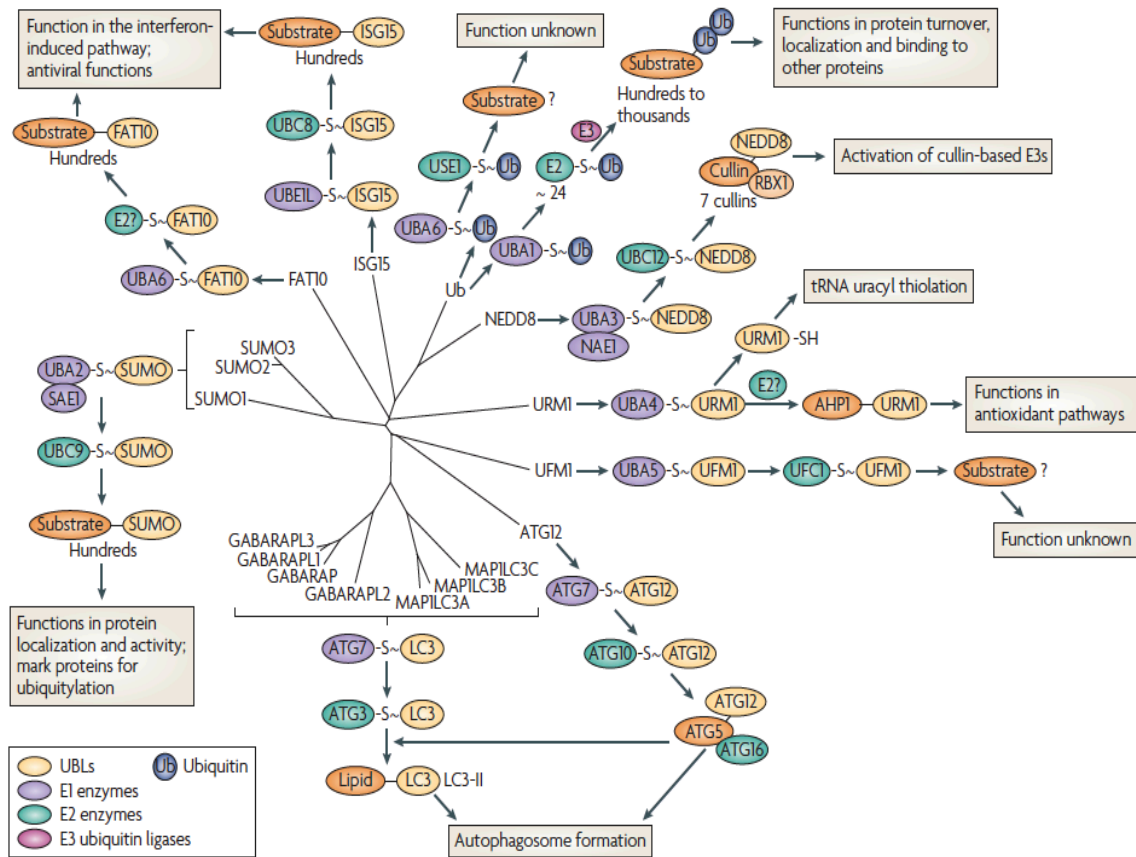 Function in the interferon-
induced pathway;
antiviral functions
Substrate ISG15
Hundreds
UBC8 -S~ ISG15
UBE1L -S~ ISG15
ISG15
Substrate FAT10
Hundreds
E2? -S~ FAT10
UBA6 -S~ FAT10
FAT10
Function unknown
Substrate ?
USE1 -S~ Ub
UBA6 -S~ Ub
Ub
Functions in protein turnover,
localization and binding to
other proteins
Ub
Ub
Substrate
Hundreds to
thousands
E3
E2 -S~ Ub
~ 24
UBA1 -S~ Ub
NEDD8
Cullin
RBX1
7 cullins
Activation of cullin-based E3s
UBC12 -S~ NEDD8
NEDD8
UBA3 -S~ NEDD8
NAE1
tRNA uracyl thiolation
URM1 -SH
URM1
UBA4 -S~ URM1
E2?
AHP1 URM1
Functions in
antioxidant pathways
UFM1
UBA5 -S~ UFM1
UFC1 -S~ UFM1
Substrate ?
Function unknown
SUMO3
SUMO2
SUMO1
UBA2 -S~ SUMO
SAE1
UBC9 -S~ SUMO
Substrate SUMO
Hundreds
Functions in protein
localization and activity;
mark proteins for
ubiquitylation
GABARAPL3
GABARAPL1
GABARAP
GABARAPL2
MAP1LC3A
MAP1LC3B
MAP1LC3C
ATG7 -S~ LC3
ATG3 -S~ LC3
Lipid LC3 LC3-II
ATG12
ATG7 -S~ ATG12
ATG10 -S~ ATG12
ATG12
ATG5
ATG16
Autophagosome formation
UBLs
Ub Ubiquitin
E1 enzymes
E2 enzymes
E3 ubiquitin ligases